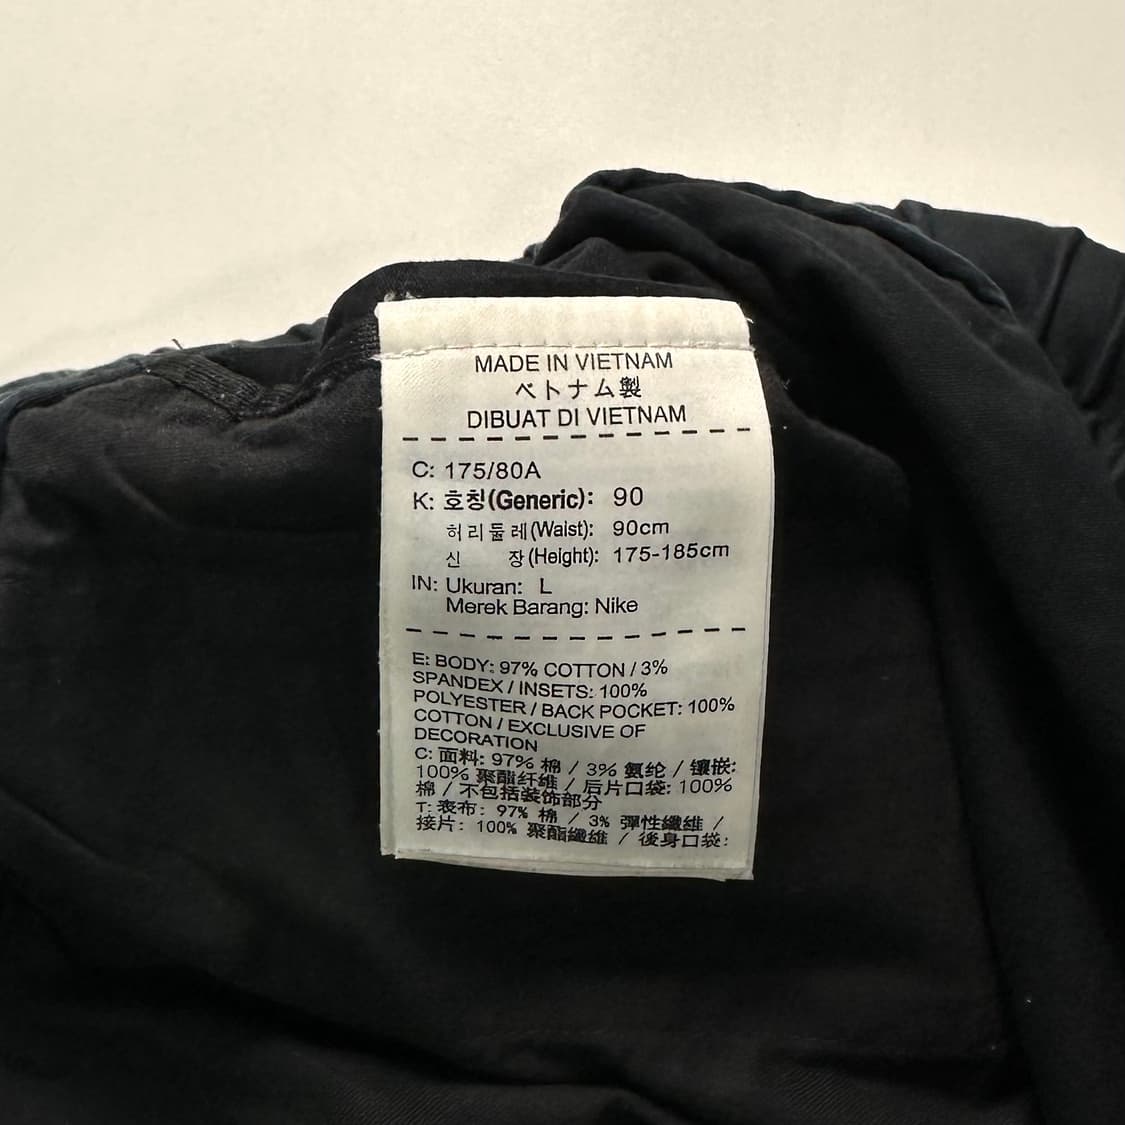 MADE IN VIETNAM
ベトナム製
DIBUAT DI VIETNAM
C: 175/80A
K: 호칭(Generic): 90
허리둘레(Waist): 90cm
신 장(Height): 175-185cm
IN: Ukuran: L
Merek Barang: Nike
E: BODY: 97% COTTON / 3%
SPANDEX / INSETS: 100%
POLYESTER / BACK POCKET: 100%
COTTON / EXCLUSIVE OF
DECORATION
C: 面料: 97% 棉 / 3% 氨纶 / 镶嵌:
100% 聚酯纤维 / 后片口袋: 100%
棉 / 不包括装饰部分
T: 表布: 97% 棉 / 3% 彈性纖維 /
接片: 100% 聚酯纖維 / 後身口袋: